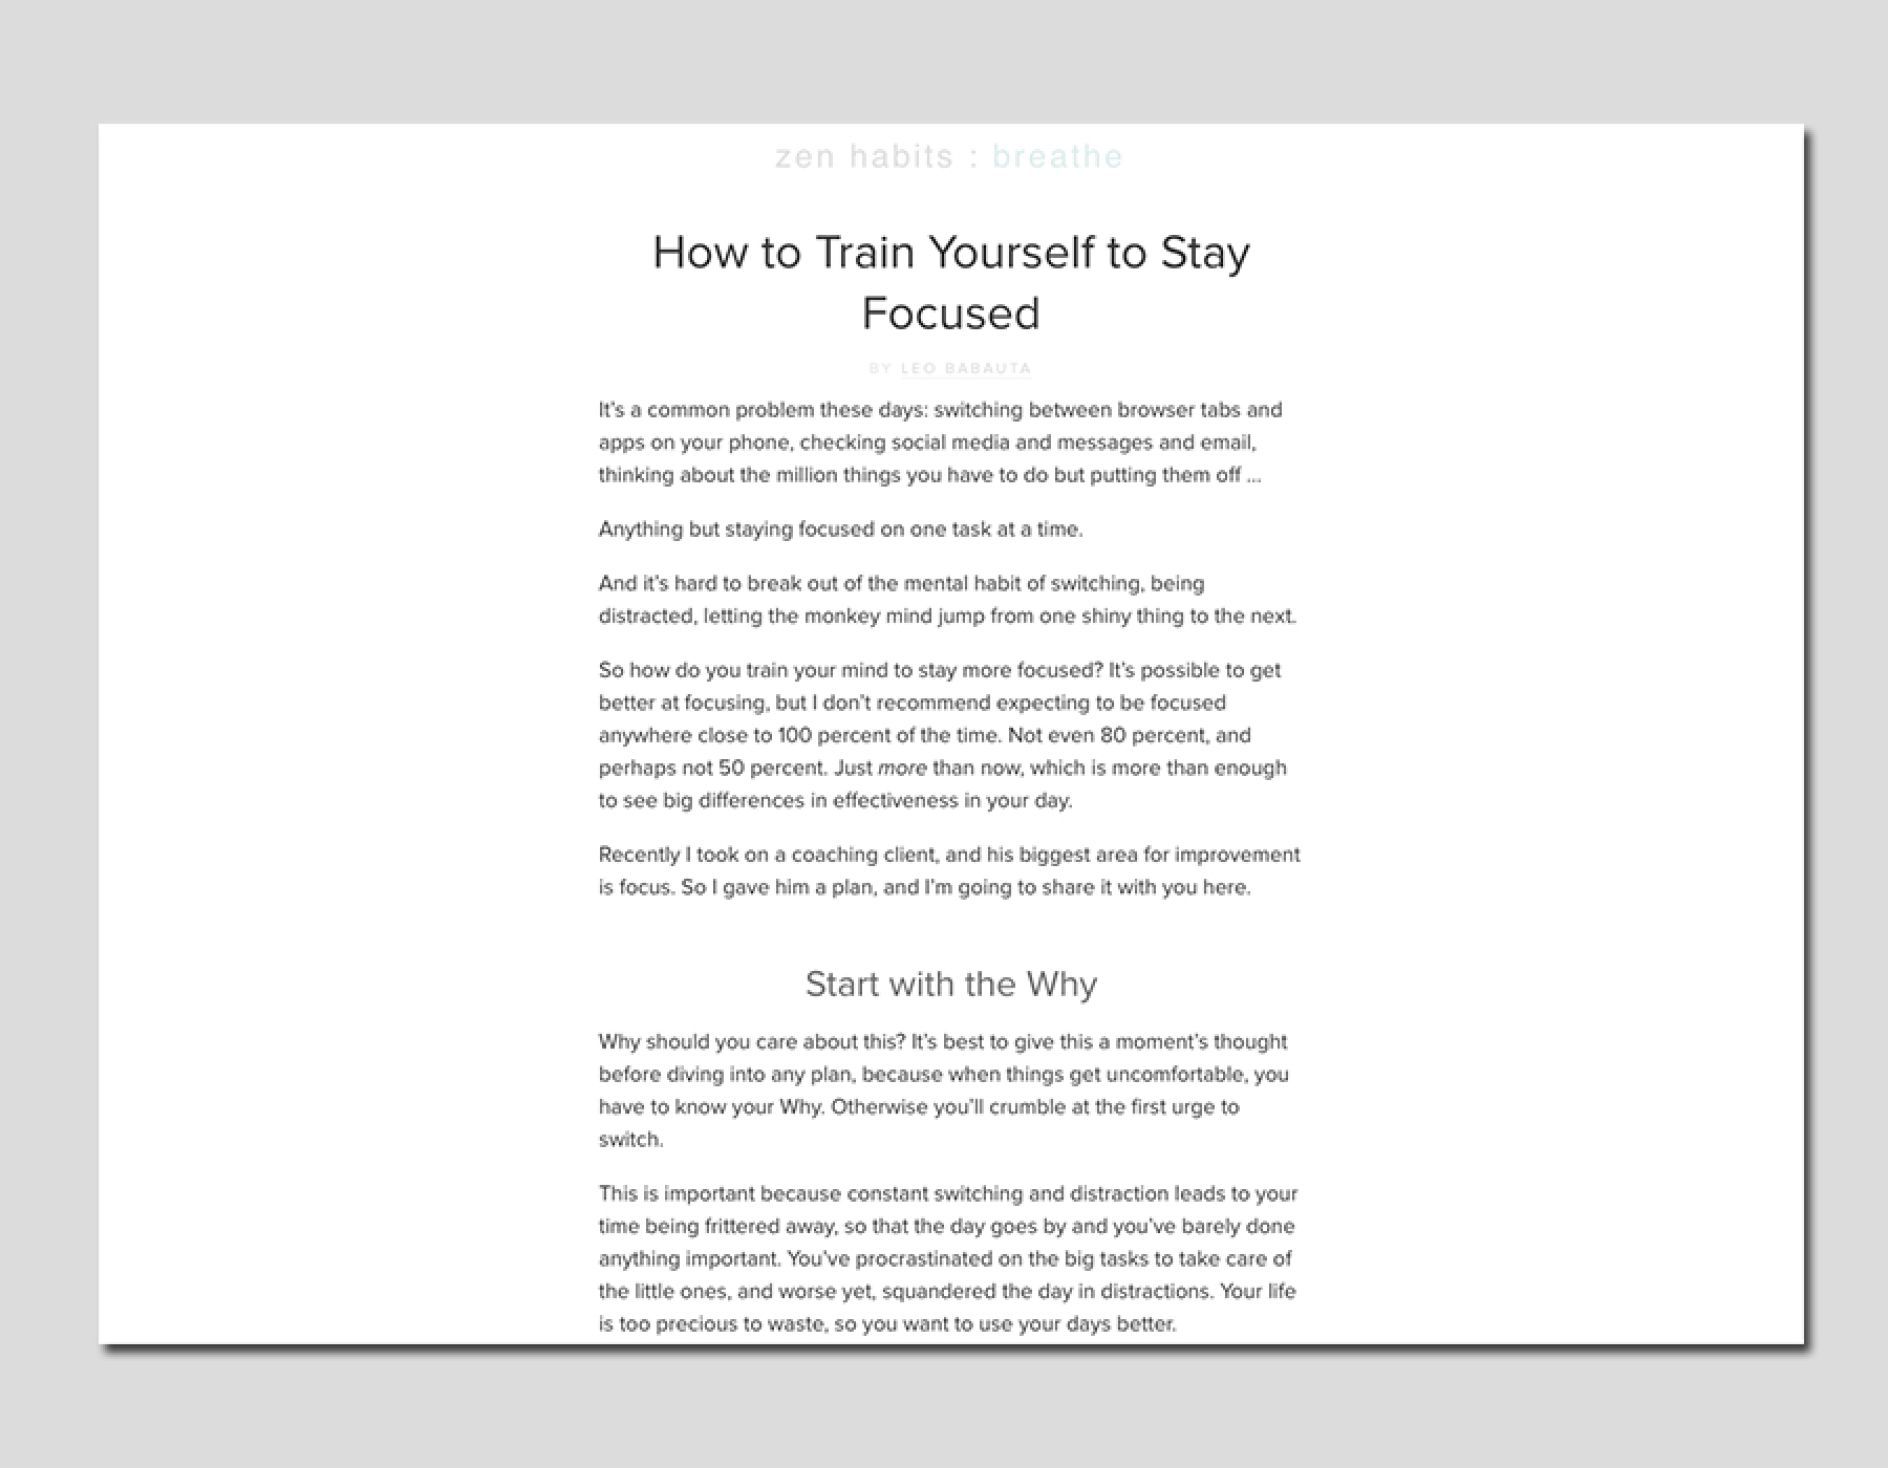 zen habits : breathe
How to Train Yourself to Stay
Focused
BY LEO BABAUTA
It's a common problem these days: switching between browser tabs and
apps on your phone, checking social media and messages and email,
thinking about the million things you have to do but putting them off ...
Anything but staying focused on one task at a time.
And it's hard to break out of the mental habit of switching, being
distracted, letting the monkey mind jump from one shiny thing to the next.
So how do you train your mind to stay more focused? It's possible to get
better at focusing, but I don't recommend expecting to be focused
anywhere close to 100 percent of the time. Not even 80 percent, and
perhaps not 50 percent. Just more than now, which is more than enough
to see big differences in effectiveness in your day.
Recently I took on a coaching client, and his biggest area for improvement
is focus. So I gave him a plan, and I'm going to share it with you here.
Start with the Why
Why should you care about this? It's best to give this a moment's thought
before diving into any plan, because when things get uncomfortable, you
have to know your Why. Otherwise you'll crumble at the first urge to
switch.
This is important because constant switching and distraction leads to your
time being frittered away, so that the day goes by and you've barely done
anything important. You've procrastinated on the big tasks to take care of
the little ones, and worse yet, squandered the day in distractions. Your life
is too precious to waste, so you want to use your days better.